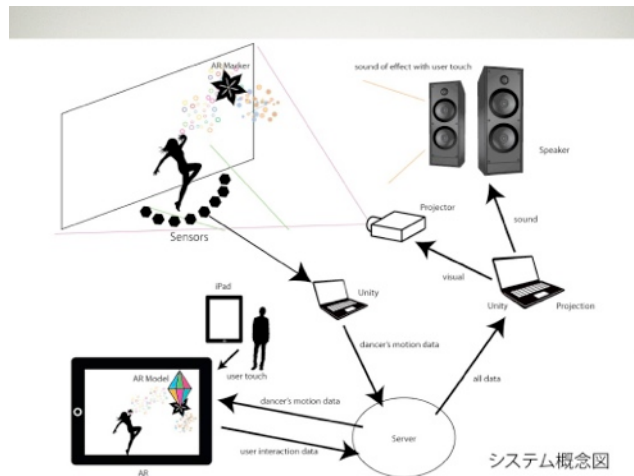 AR Marker
sound of effect with user touch
Speaker
Sensors
Projector
sound
visual
Unity
Unity
Projection
iPad
dancer's motion data
user touch
all data
AR Model
dancer's motion data
Server
user interaction data
AR
システム概念図